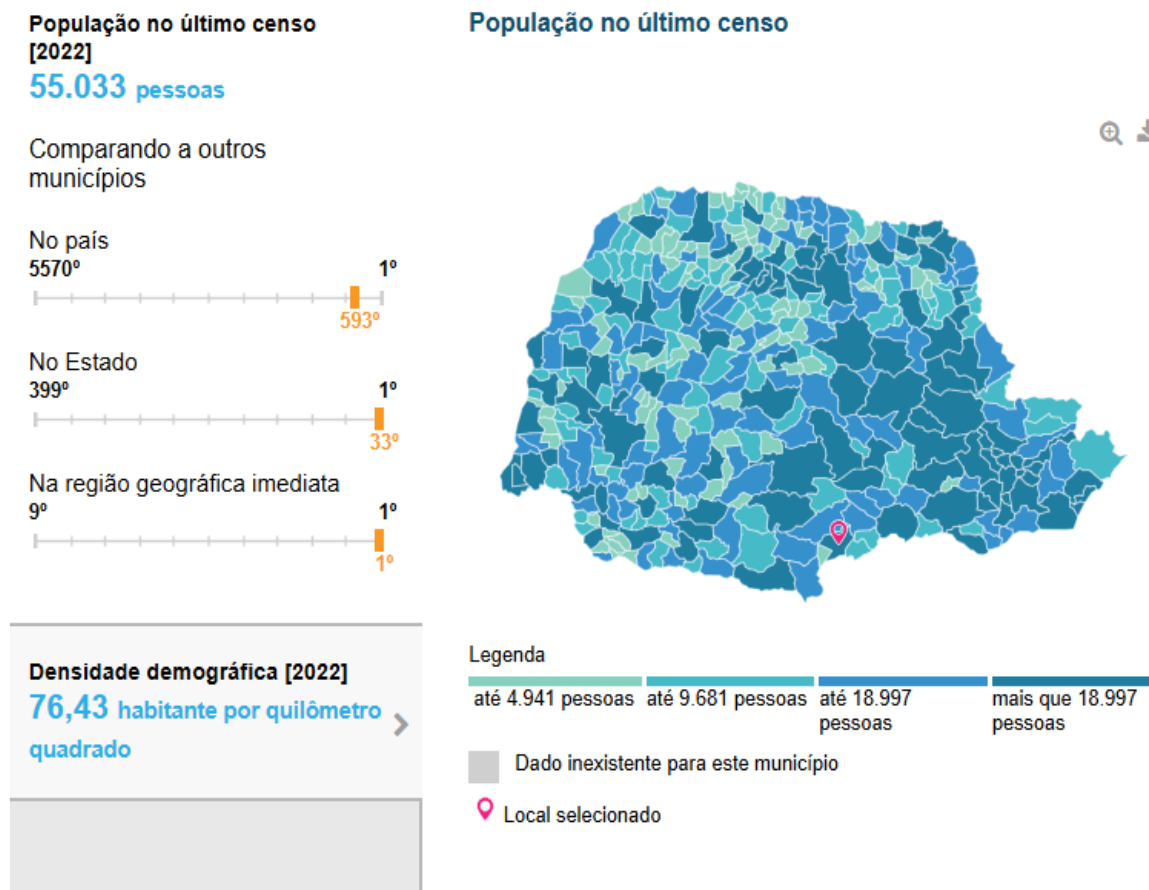 População no último censo
[2022]
55.033 pessoas
Comparando a outros
municípios
No país
5570º 1º
593º
No Estado
399º 1º
33º
Na região geográfica imediata
9º 1º
1º
Densidade demográfica [2022]
76,43 habitante por quilômetro
quadrado
População no último censo
Legenda
até 4.941 pessoas
até 9.681 pessoas
até 18.997
pessoas
mais que 18.997
pessoas
Dado inexistente para este município
Local selecionado